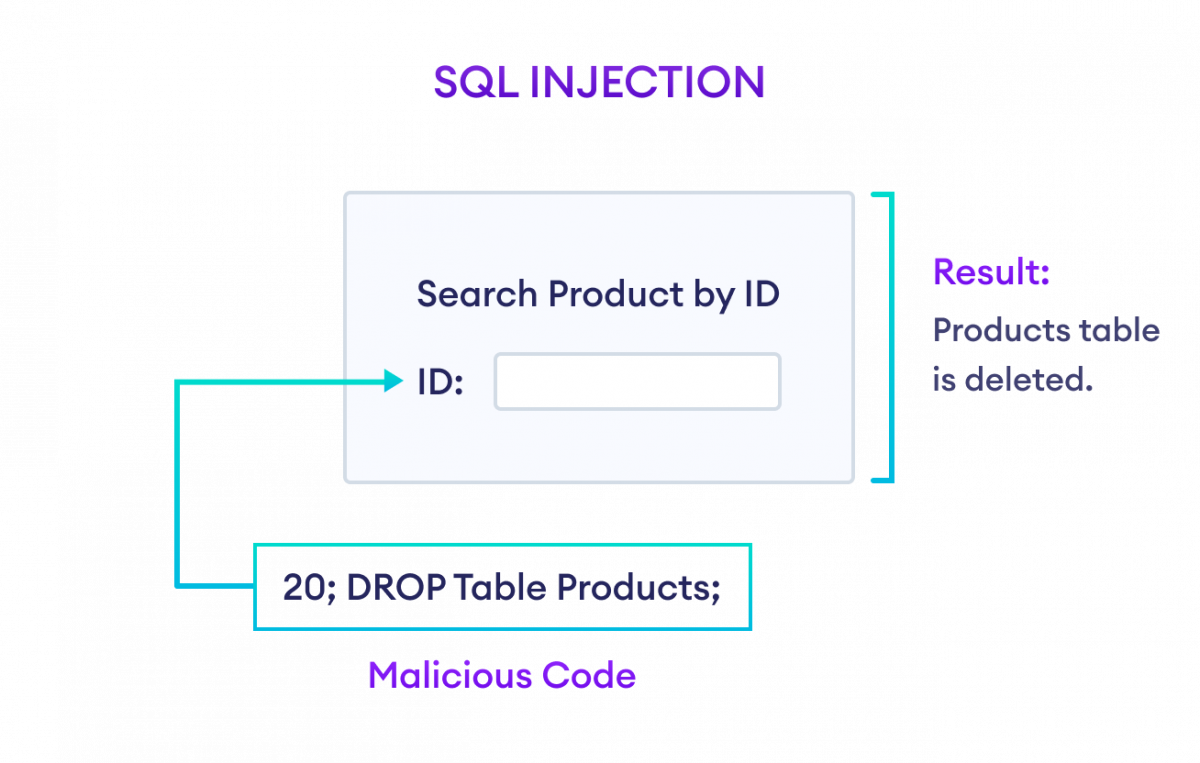 SQL INJECTION
Search Product by ID
ID:
Result:
Products table
is deleted.
20; DROP Table Products;
Malicious Code